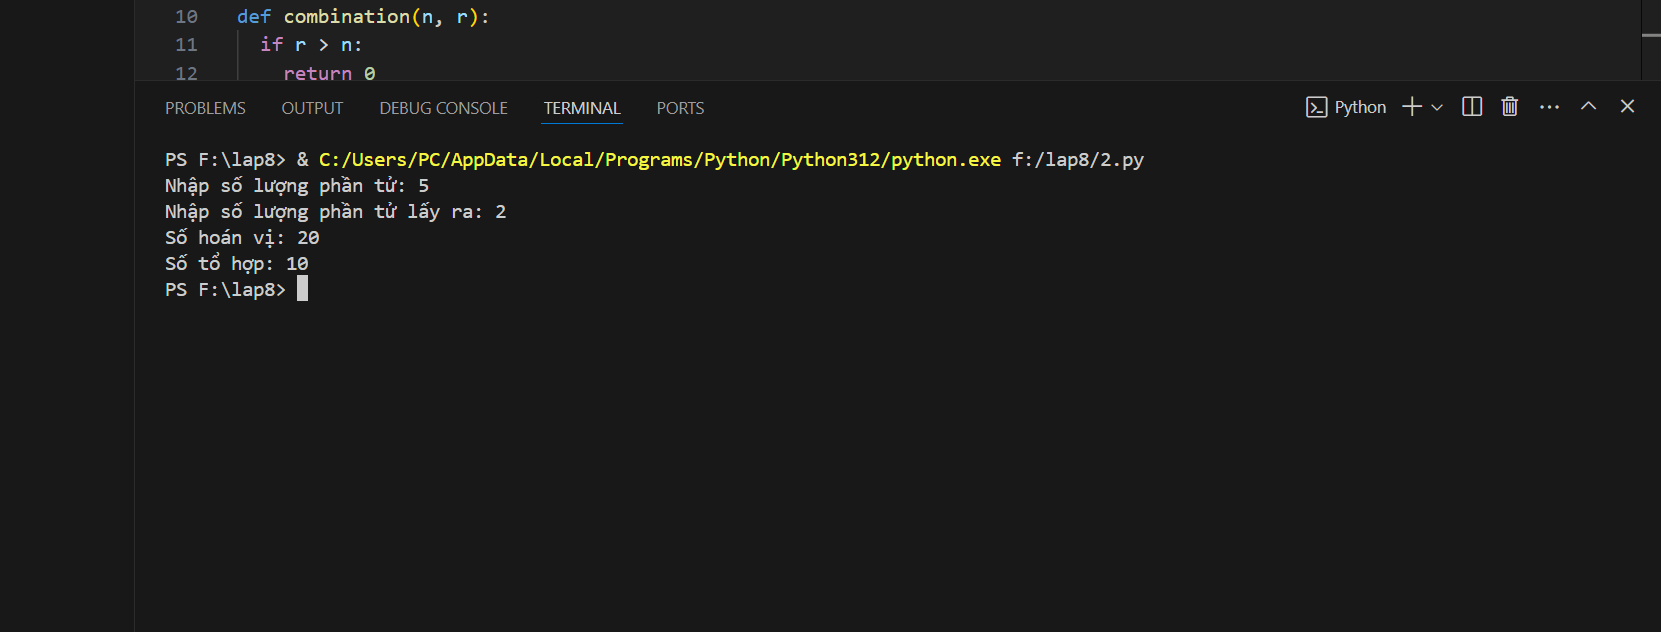 10 def combination(n, r):
11 if r > n:
12 return 0
PROBLEMS OUTPUT DEBUG CONSOLE TERMINAL PORTS Python
PS F:\lap8> & C:/Users/PC/AppData/Local/Programs/Python/Python312/python.exe f:/lap8/2.py
Nhập số lượng phần tử: 5
Nhập số lượng phần tử lấy ra: 2
Số hoán vị: 20
Số tổ hợp: 10
PS F:\lap8>